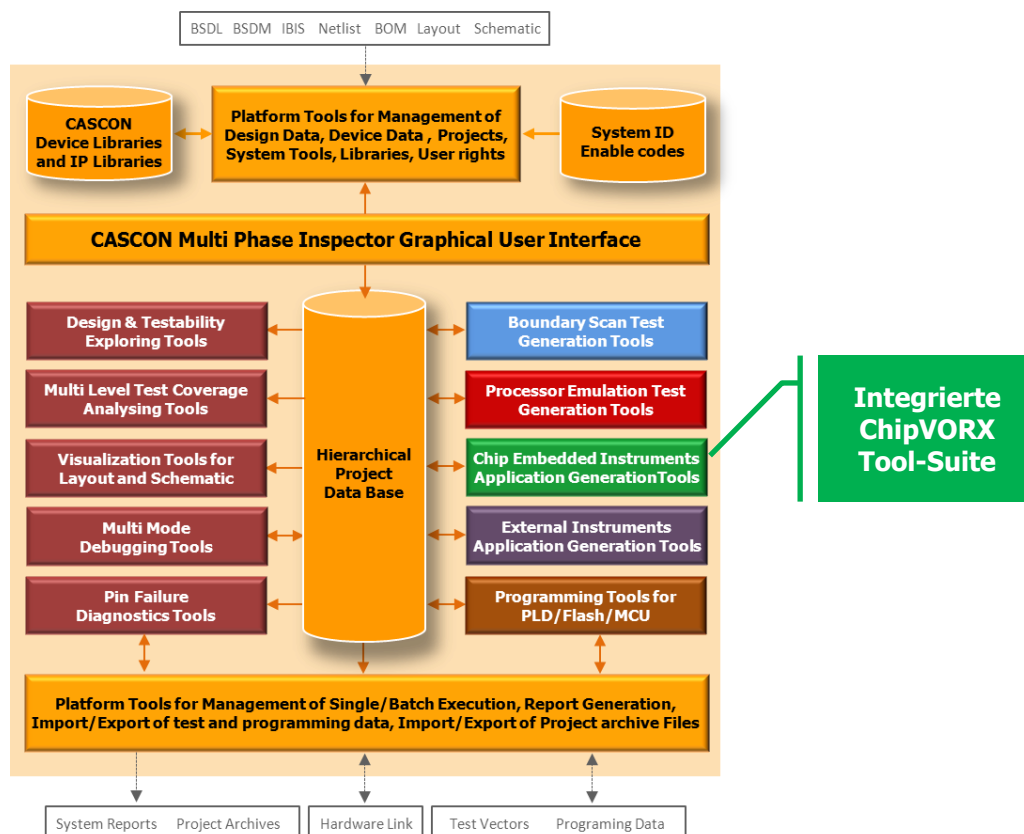 BSDL BSDM IBIS Netlist BOM Layout Schematic
CASCON
Device Libraries
and IP Libraries
Platform Tools for Management of
Design Data, Device Data , Projects,
System Tools, Libraries, User rights
System ID
Enable codes
CASCON Multi Phase Inspector Graphical User Interface
Design & Testability
Exploring Tools
Multi Level Test Coverage
Analysing Tools
Visualization Tools for
Layout and Schematic
Multi Mode
Debugging Tools
Pin Failure
Diagnostics Tools
Hierarchical
Project
Data Base
Boundary Scan Test
Generation Tools
Processor Emulation Test
Generation Tools
Chip Embedded Instruments
Application Generation Tools
External Instruments
Application Generation Tools
Programming Tools for
PLD/Flash/MCU
Integrierte
ChipVORX
Tool-Suite
Platform Tools for Management of Single/Batch Execution, Report Generation,
Import/Export of test and programming data, Import/Export of Project archive Files
System Reports Project Archives
Hardware Link
Test Vectors Programing Data